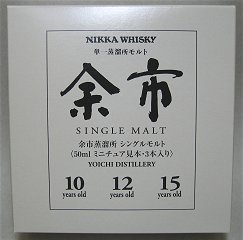 NIKKA WHISKY
単一蒸溜所モルト
余市
SINGLE MALT
余市蒸溜所 シングルモルト
〈50ml ミニチュア見本・3本入り〉
YOICHI DISTILLERY
10 12 15
years old years old years old